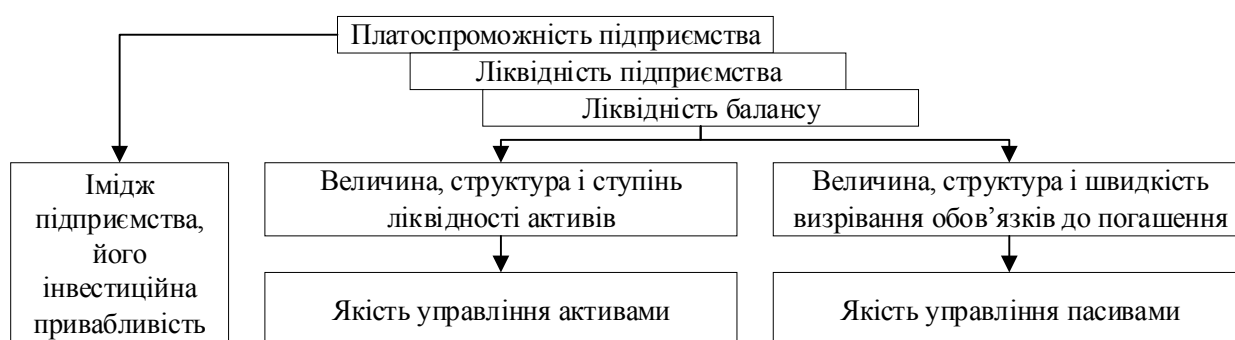 Платоспроможність підприємства
Ліквідність підприємства
Ліквідність балансу
Імідж
підприємства,
його
інвестиційна
привабливість
Величина, структура і ступінь
ліквідності активів
Величина, структура і швидкість
визрівання обов’язків до погашення
Якість управління активами
Якість управління пасивами